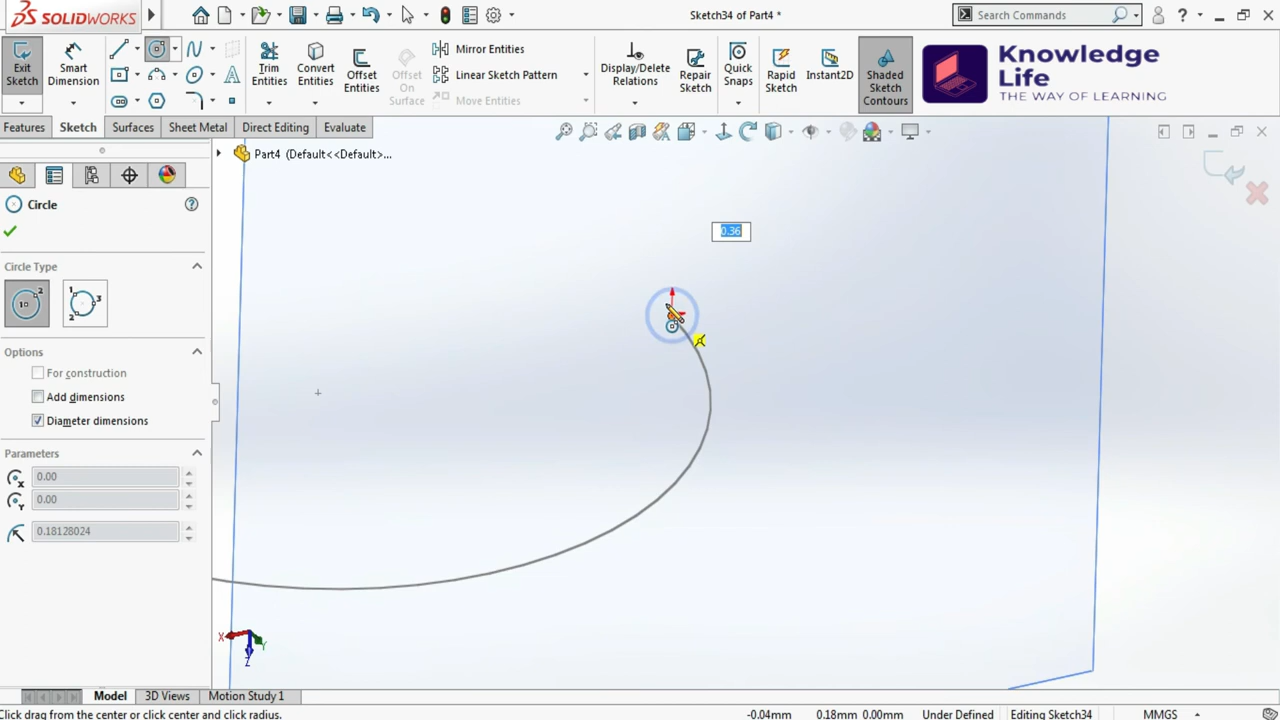 SOLIDWORKS
Sketch34 of Part4 *
Search Commands
Exit
Sketch
Smart
Dimension
Trim
Entities
Convert
Entities
Offset
Entities
Offset
On
Surface
Mirror Entities
Linear Sketch Pattern
Move Entities
Display/Delete
Relations
Repair
Sketch
Quick
Snaps
Rapid
Sketch
Instant2D
Shaded
Sketch
Contours
Knowledge
Life
THE WAY OF LEARNING
Features
Sketch
Surfaces
Sheet Metal
Direct Editing
Evaluate
Part4 (Default<<Default>...
Circle
Circle Type
Options
For construction
Add dimensions
Diameter dimensions
Parameters
0.00
0.00
0.18128024
0.36
X
Y
Z
Model
3D Views
Motion Study 1
Click drag from the center or click center and click radius.
-0.04mm
0.18mm
0.00mm
Under Defined
Editing Sketch34
MMGS